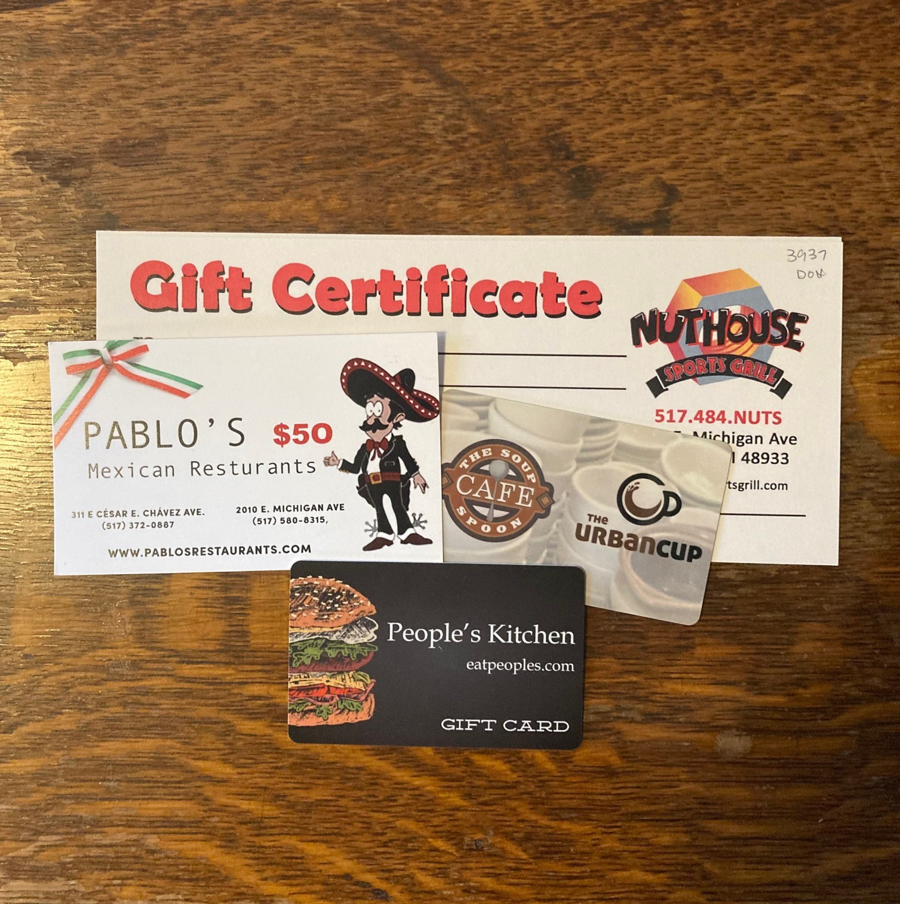 Gift Certificate
3937
NUTHOUSE
SPORTS GRILL
517.484.NUTS
Michigan Ave
48933
rtsgrill.com
PABLO'S $50
Mexican Resturants
311 E CÉSAR E. CHÁVEZ AVE.
(517) 372-0887
2010 E. MICHIGAN AVE
(517) 580-8315,
WWW.PABLOSRESTAURANTS.COM
THE SOUP
CAFE
SPOON
THE
URBANCUP
People's Kitchen
eatpeoples.com
GIFT CARD